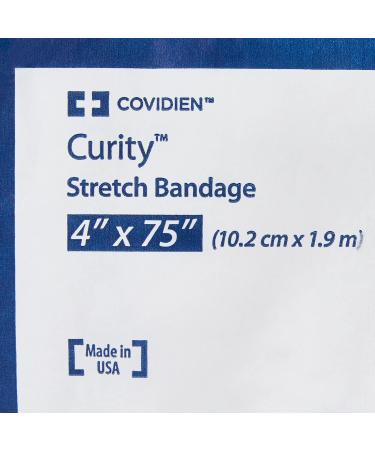 COVIDIEN™
Curity™
Stretch Bandage
4" x 75" (10.2 cm x 1.9 m)
Made in
USA